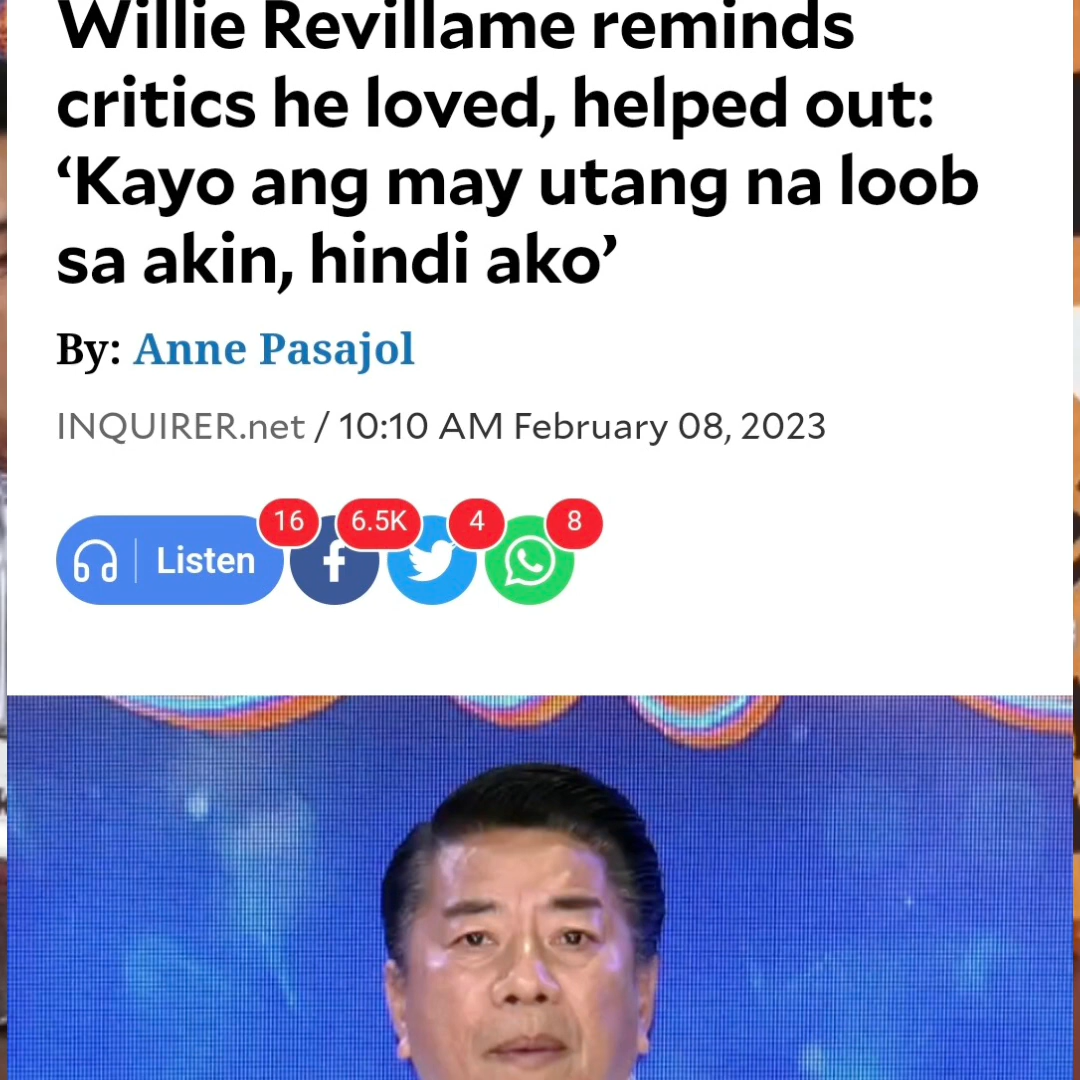 Willie Revillame reminds
critics he loved, helped out:
‘Kayo ang may utang na loob
sa akin, hindi ako’
By: Anne Pasajol
INQUIRER.net / 10:10 AM February 08, 2023
16 6.5K 4 8
Listen